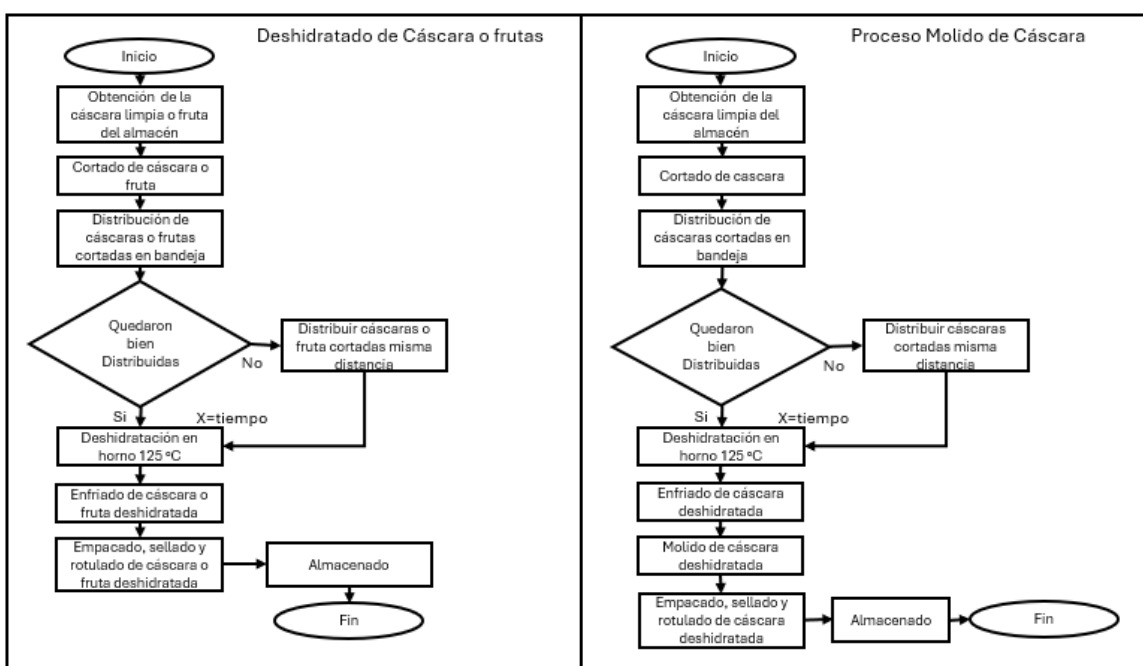 Deshidratado de Cáscara o frutas
Inicio
Obtención de la
cáscara limpia o fruta
del almacén
Cortado de cáscara o
fruta
Distribución de
cáscaras o frutas
cortadas en bandeja
Quedaron
bien
Distribuidas
No
Distribuir cáscaras o
fruta cortadas misma
distancia
Si
X=tiempo
Deshidratación en
horno 125 ºC
Enfriado de cáscara o
fruta deshidratada
Empacado, sellado y
rotulado de cáscara o
fruta deshidratada
Almacenado
Fin
Proceso Molido de Cáscara
Inicio
Obtención de la
cáscara limpia del
almacén
Cortado de cascara
Distribución de
cáscaras cortadas en
bandeja
Quedaron
bien
Distribuidas
No
Distribuir cáscaras
cortadas misma
distancia
Si
X=tiempo
Deshidratación en
horno 125 ºC
Enfriado de cáscara
deshidratada
Molido de cáscara
deshidratada
Empacado, sellado y
rotulado de cáscara
deshidratada
Almacenado
Fin